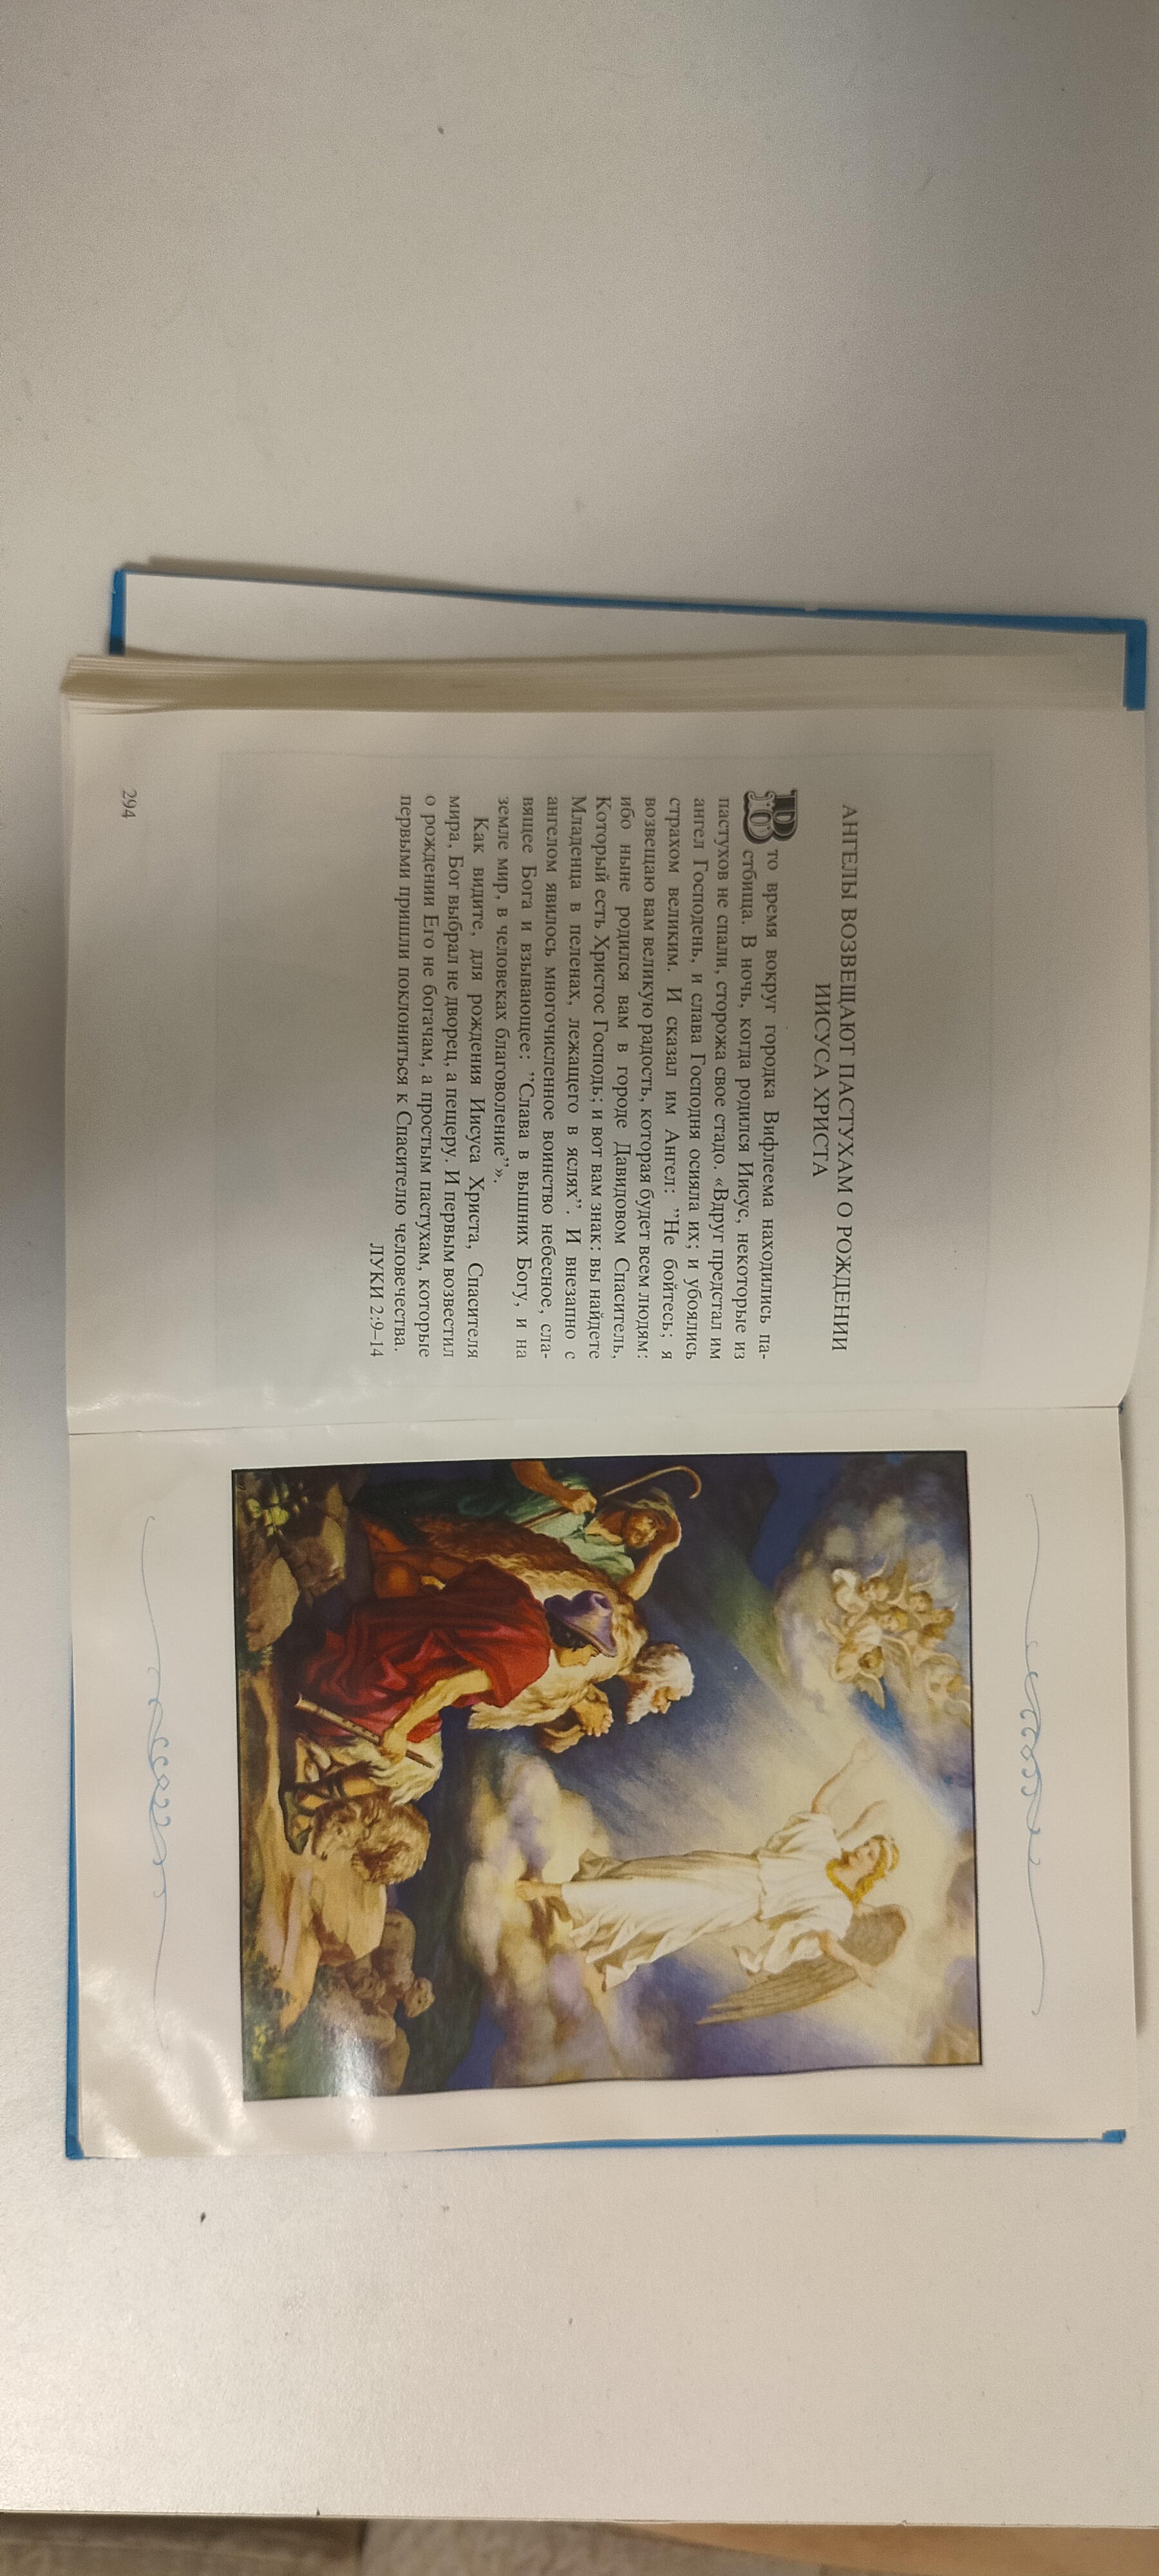 АНГЕЛЫ ВОЗВЕЩАЮТ ПАСТУХАМ О РОЖДЕНИИ
ИИСУСА ХРИСТА
В то время вокруг городка Вифлеема находились па-
стбища. В ночь, когда родился Иисус, некоторые из
пастухов не спали, сторожа свое стадо. «Вдруг предстал им
ангел Господень, и слава Господня осияла их; и убоялись
страхом великим. И сказал им Ангел: ”Не бойтесь; я
возвещаю вам великую радость, которая будет всем людям:
ибо ныне родился вам в городе Давидовом Спаситель,
Который есть Христос Господь; и вот вам знак: вы найдете
Младенца в пеленах, лежащего в яслях”. И внезапно с
ангелом явилось многочисленное воинство небесное, сла-
вящее Бога и взывающее: ”Слава в вышних Богу, и на
земле мир, в человеках благоволение”».
Как видите, для рождения Иисуса Христа, Спасителя
мира, Бог выбрал не дворец, а пещеру. И первым возвестил
о рождении Его не богачам, а простым пастухам, которые
первыми пришли поклониться к Спасителю человечества.
ЛУКИ 2:9–14
294